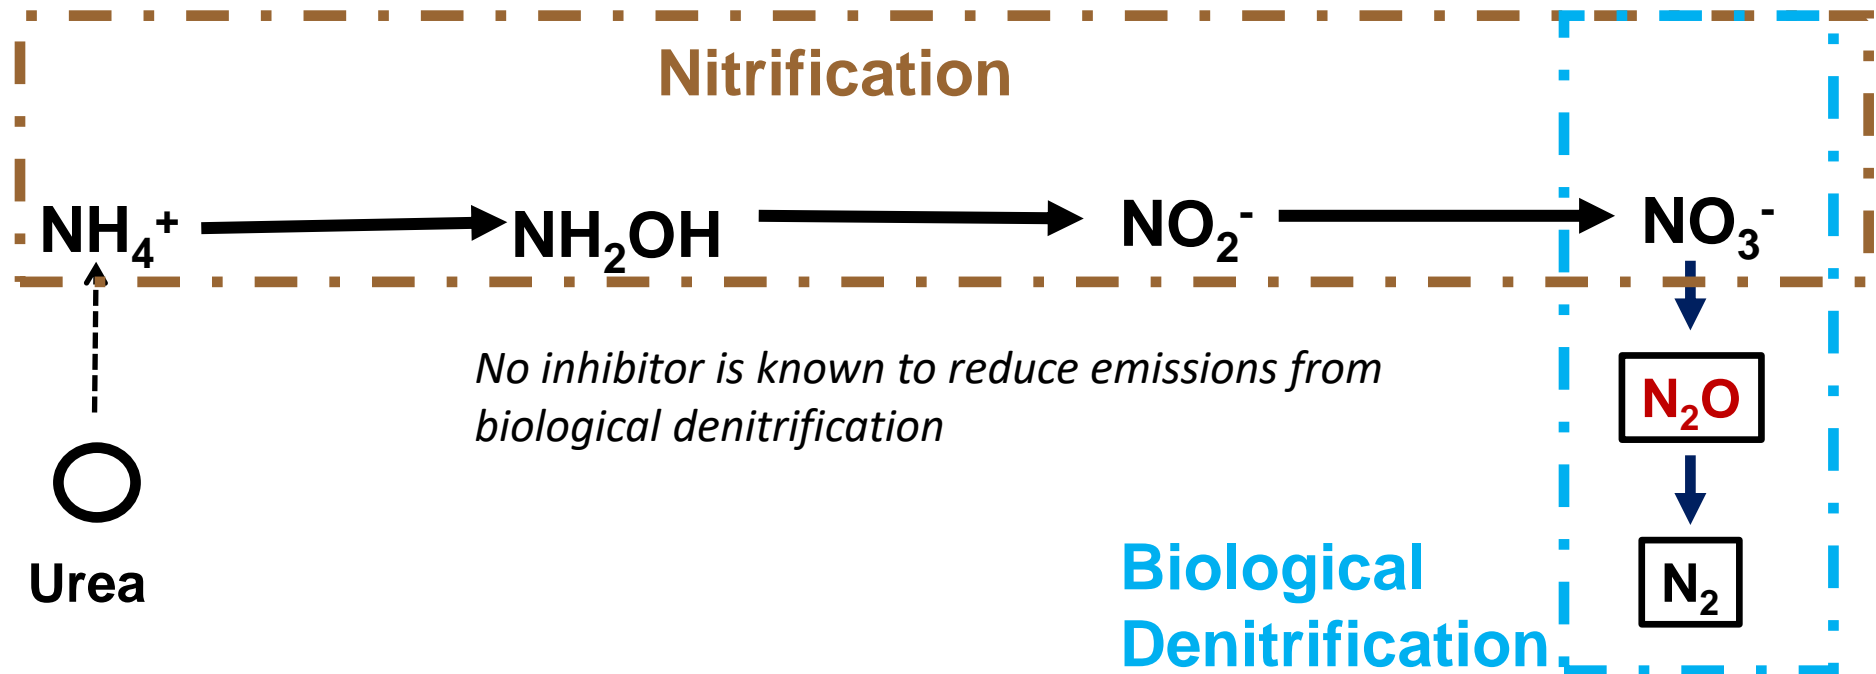 Nitrification
NH₄⁺
NH₂OH
NO₂⁻
NO₃⁻
No inhibitor is known to reduce emissions from
biological denitrification
N₂O
Urea
Biological
Denitrification
N₂